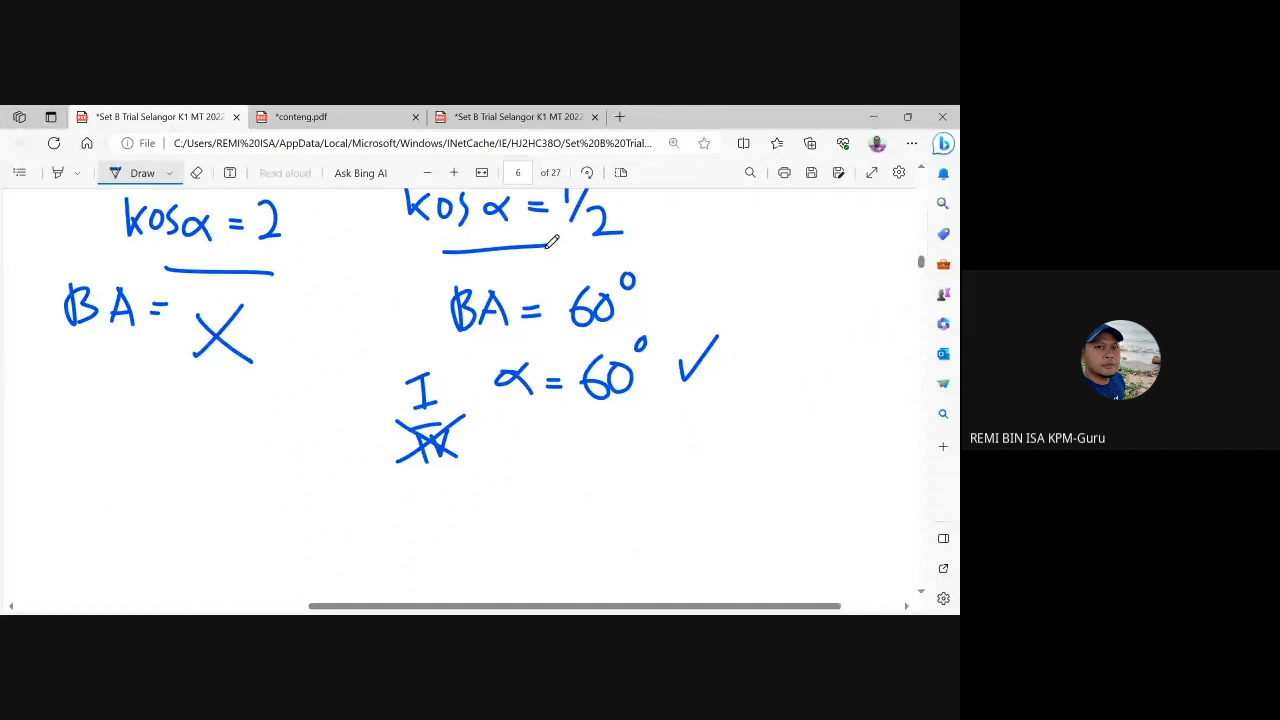 *Set B Trial Selangor K1 MT 2022
*conteng.pdf
*Set B Trial Selangor K1 MT 2022
File
C:/Users/REMI%20ISA/AppData/Local/Microsoft/Windows/INetCache/IE/HJ2HC38O/Set%20B%20Trial...
Draw
Read aloud
Ask Bing AI
6 of 27
kos α = 2
kos α = 1/2
BA =
BA = 60°
α = 60° ✓
I
IV
REMI BIN ISA KPM-Guru